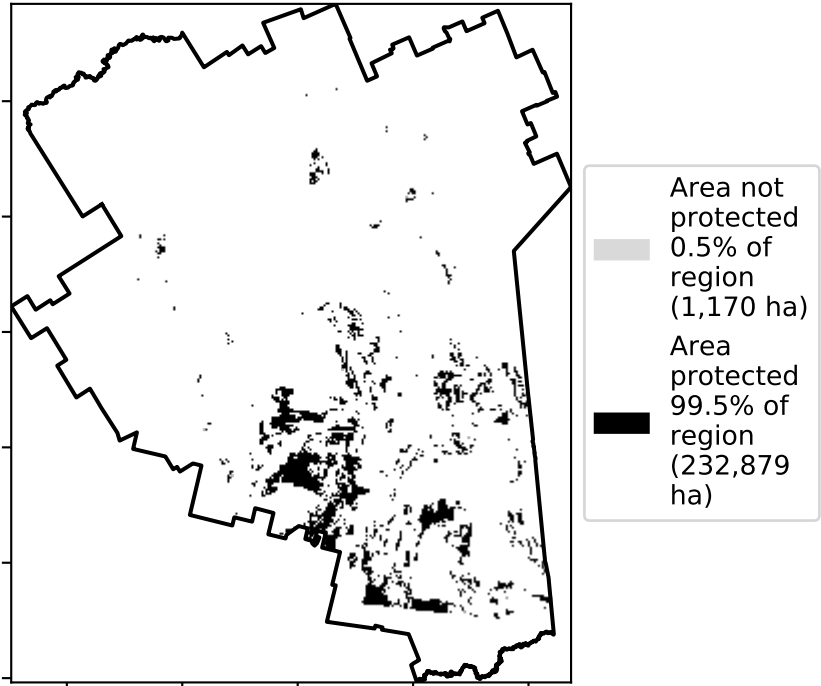 Area not
protected
0.5% of
region
(1,170 ha)
Area
protected
99.5% of
region
(232,879
ha)